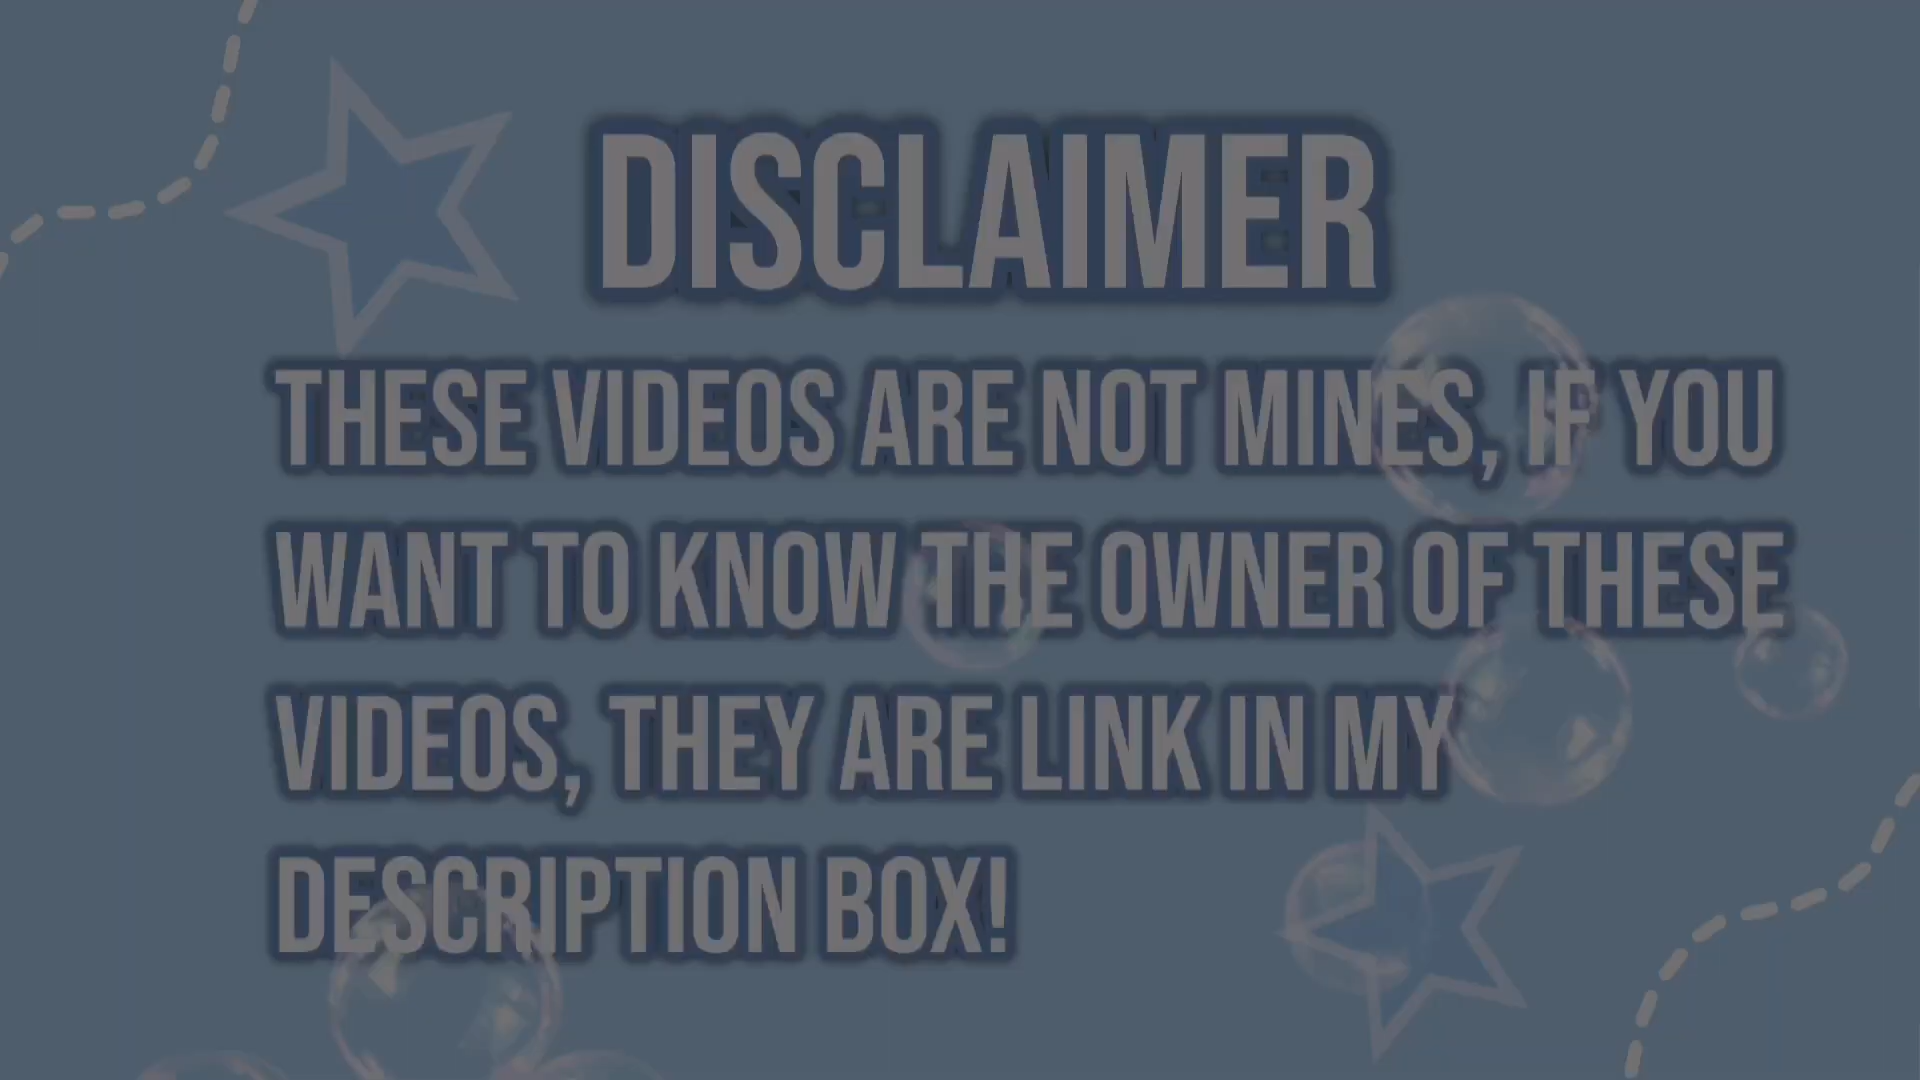 DISCLAIMER
THESE VIDEOS ARE NOT MINES, IF YOU
WANT TO KNOW THE OWNER OF THESE
VIDEOS, THEY ARE LINK IN MY
DESCRIPTION BOX!